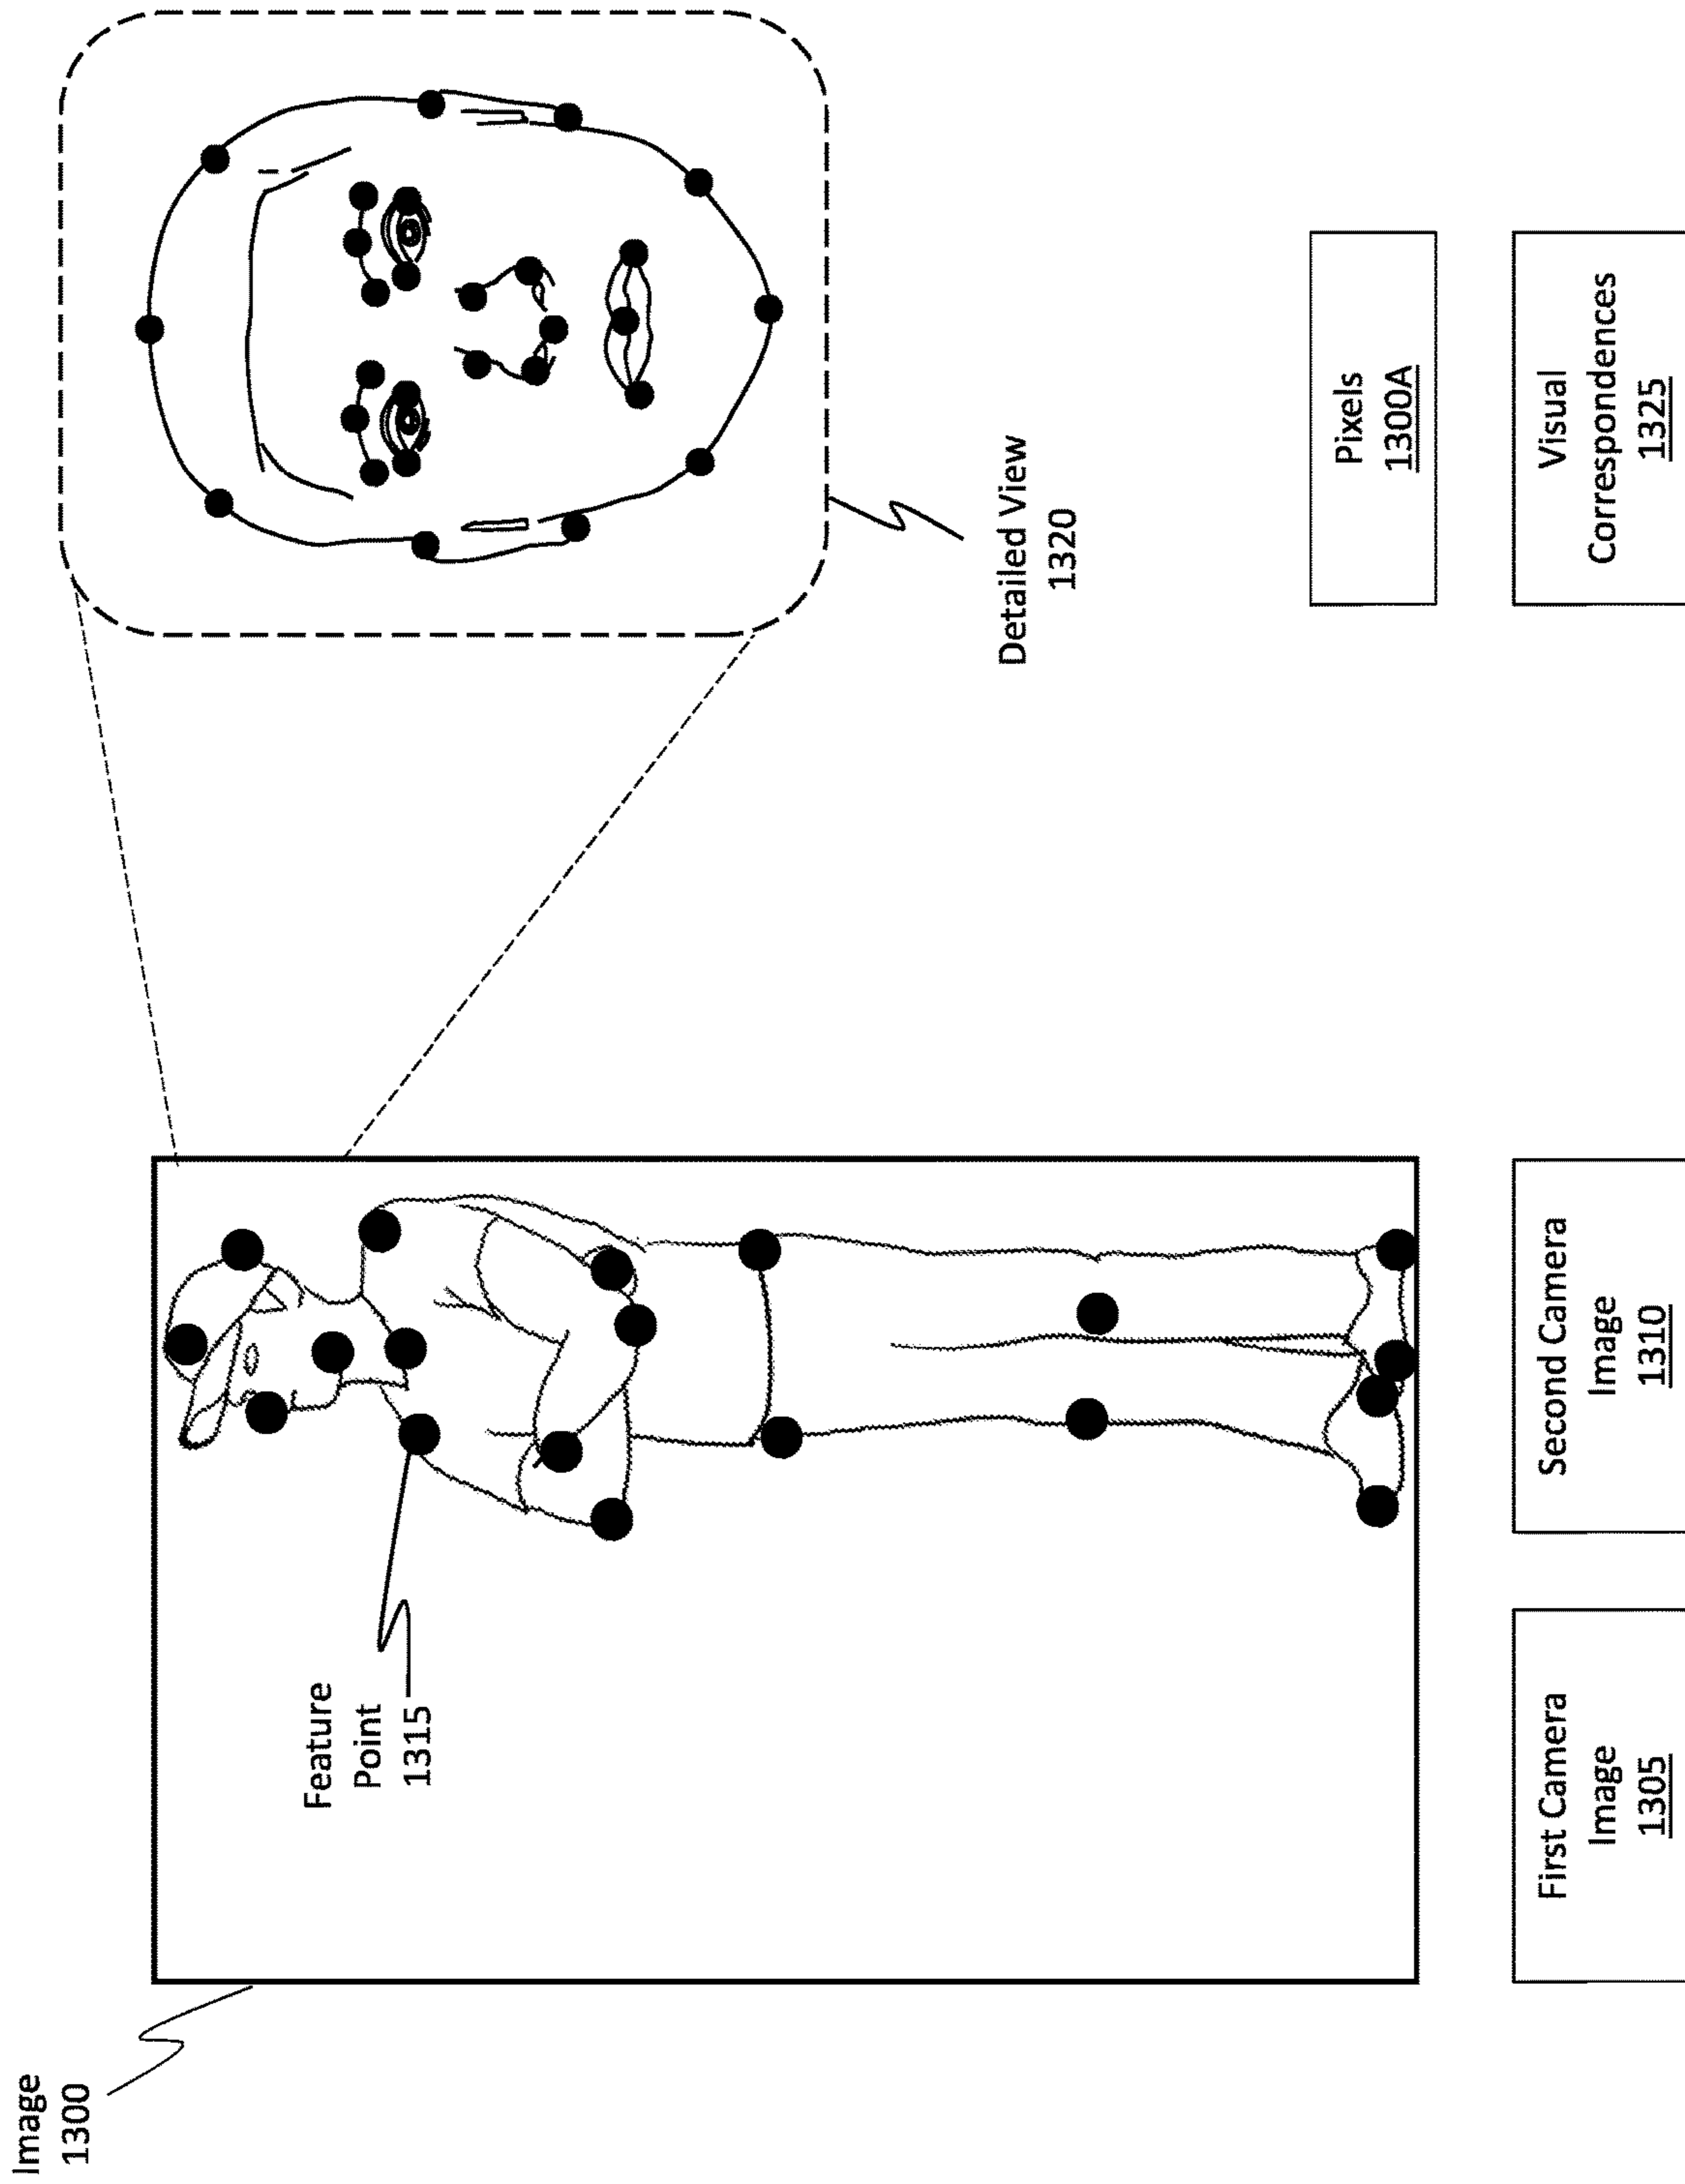 Image
1300
Feature
Point
1315
Detailed View
1320
Pixels
1300A
First Camera
Image
1305
Second Camera
Image
1310
Visual
Correspondences
1325